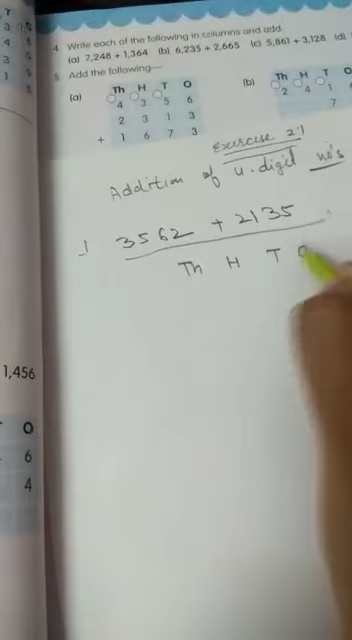 4 Write each of the following in columns and add.
(a) 7,248 + 1,364 (b) 6,235 + 2,665 (c) 5,861 + 3,128 (d)
5 Add the following—
(a) Th H T O
4 3 5 6
2 3 1 3
+ 1 6 7 3
(b) Th H T O
2 4 1
7
Exercise 2.1
Addition of 4-digit no's
1 3562 + 2135
Th H T O
1,456
O
6
4